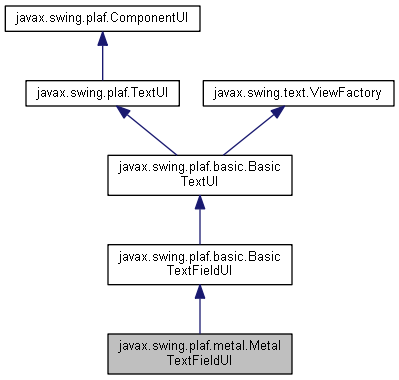 javax.swing.plaf.ComponentUI
javax.swing.plaf.TextUI
javax.swing.text.ViewFactory
javax.swing.plaf.basic.Basic
TextUI
javax.swing.plaf.basic.Basic
TextFieldUI
javax.swing.plaf.metal.Metal
TextFieldUI